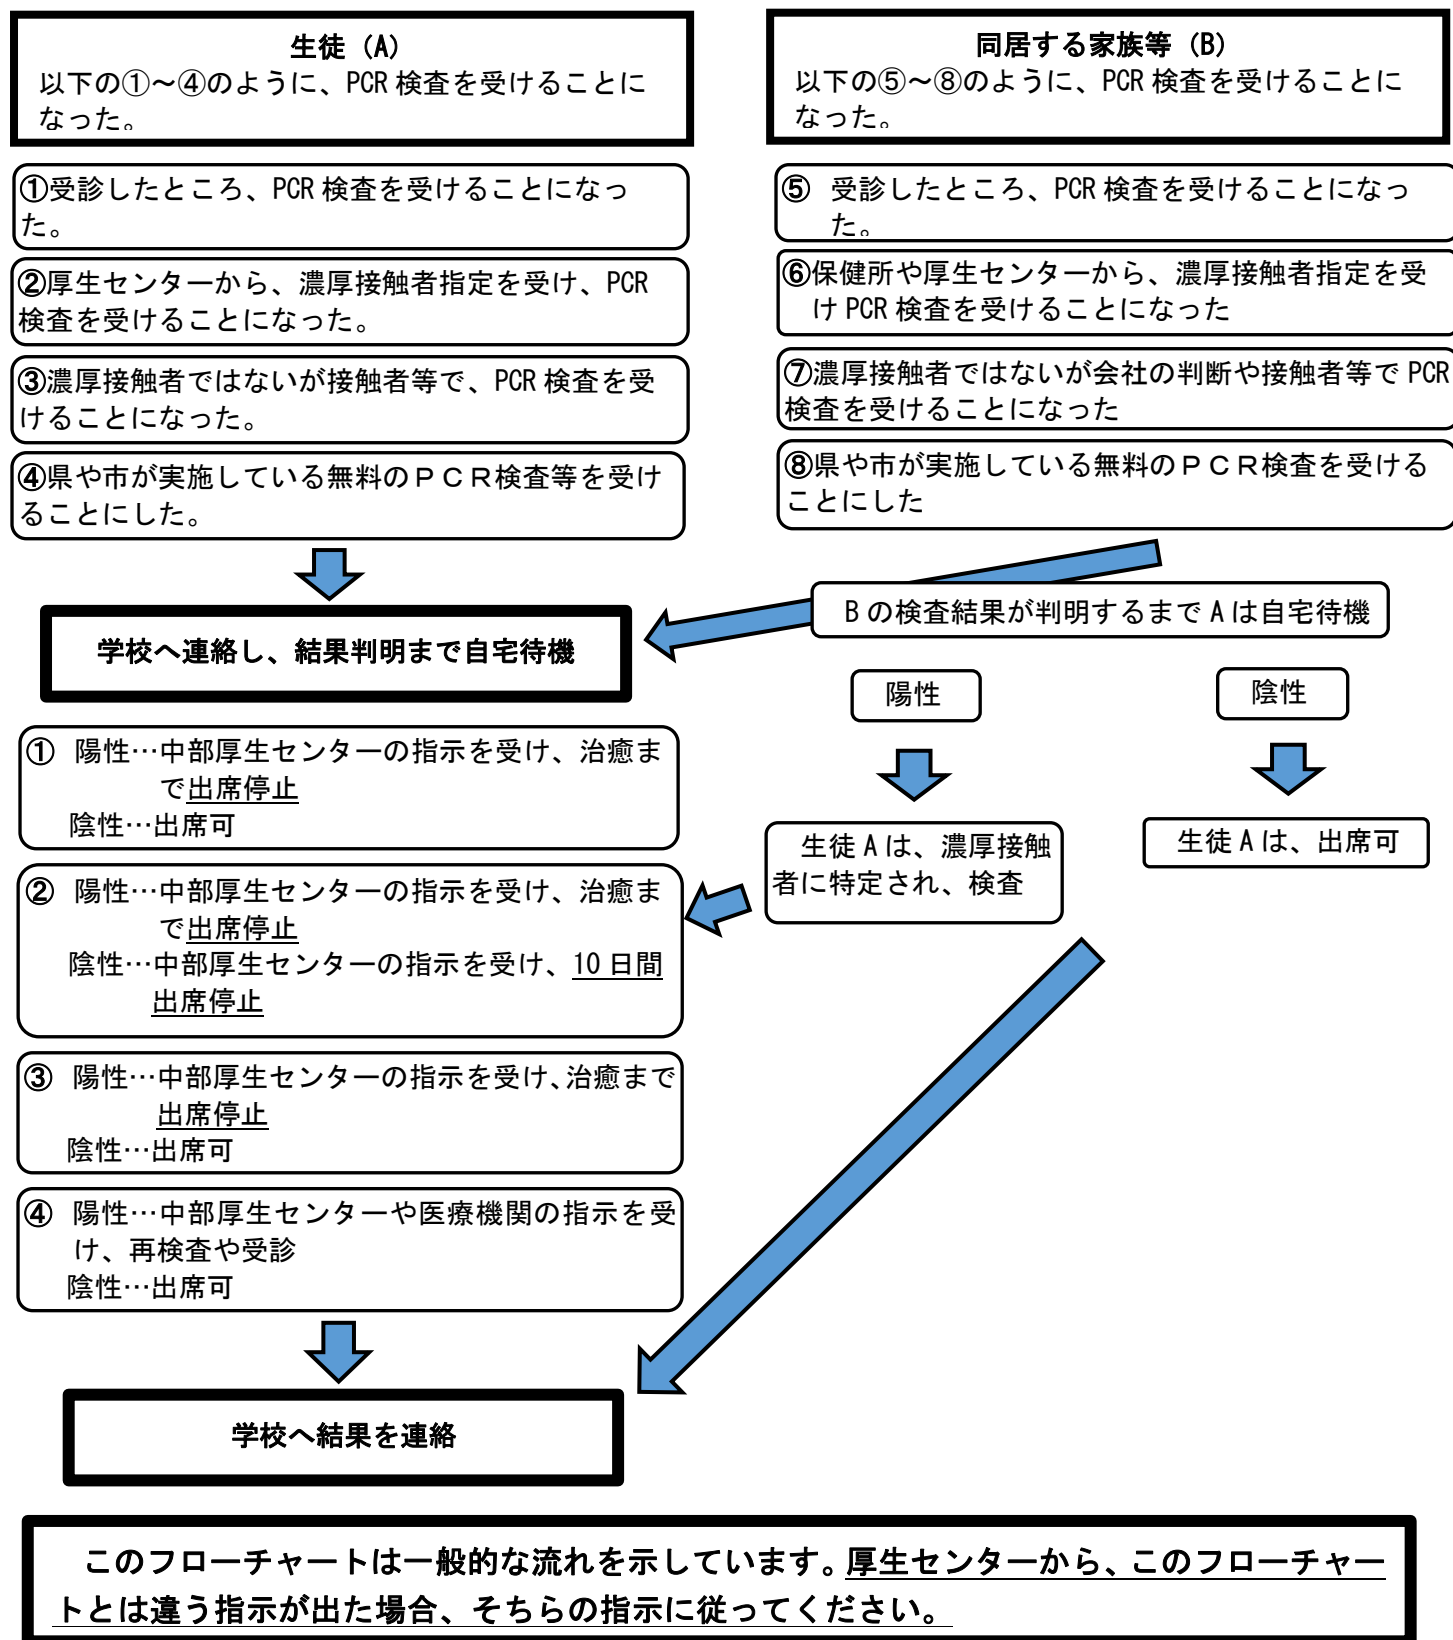 生徒（A）
以下の①～④のように、PCR 検査を受けることに
なった。
①受診したところ、PCR 検査を受けることになっ
た。
②厚生センターから、濃厚接触者指定を受け、PCR
検査を受けることになった。
③濃厚接触者ではないが接触者等で、PCR 検査を受
けることになった。
④県や市が実施している無料のＰＣＲ検査等を受け
ることにした。
同居する家族等（B）
以下の⑤～⑧のように、PCR 検査を受けることに
なった。
⑤ 受診したところ、PCR 検査を受けることになっ
た。
⑥保健所や厚生センターから、濃厚接触者指定を受
け PCR 検査を受けることになった
⑦濃厚接触者ではないが会社の判断や接触者等で PCR
検査を受けることになった
⑧県や市が実施している無料のＰＣＲ検査を受ける
ことにした
学校へ連絡し、結果判明まで自宅待機
B の検査結果が判明するまで A は自宅待機
陽性
陰性
生徒 A は、濃厚接触
者に特定され、検査
生徒 A は、出席可
① 陽性…中部厚生センターの指示を受け、治癒ま
で出席停止
陰性…出席可
② 陽性…中部厚生センターの指示を受け、治癒ま
で出席停止
陰性…中部厚生センターの指示を受け、10 日間
出席停止
③ 陽性…中部厚生センターの指示を受け、治癒まで
出席停止
陰性…出席可
④ 陽性…中部厚生センターや医療機関の指示を受
け、再検査や受診
陰性…出席可
学校へ結果を連絡
このフローチャートは一般的な流れを示しています。厚生センターから、このフローチャー
トとは違う指示が出た場合、そちらの指示に従ってください。